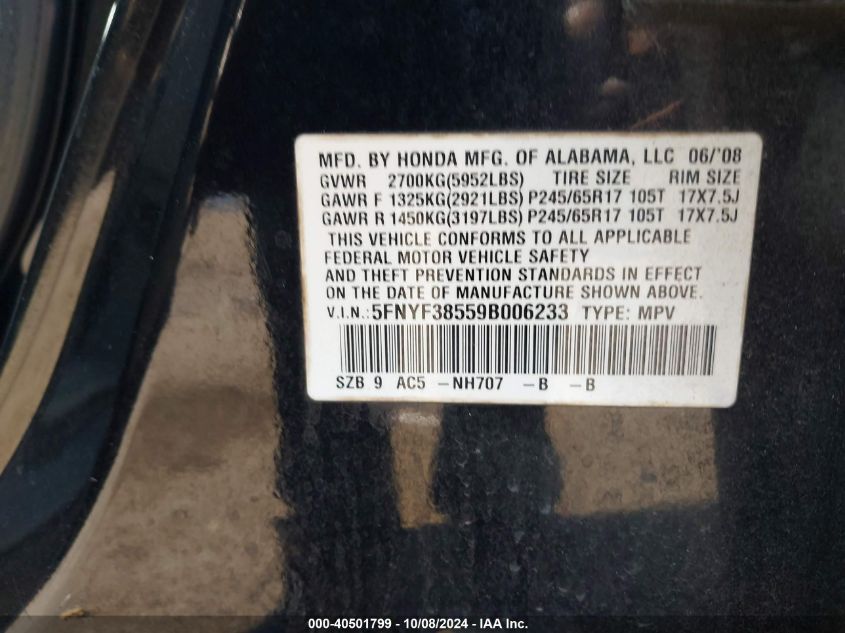 MFD. BY HONDA MFG. OF ALABAMA, LLC 06/'08
GVWR 2700KG(5952LBS) TIRE SIZE RIM SIZE
GAWR F 1325KG(2921LBS) P245/65R17 105T 17X7.5J
GAWR R 1450KG(3197LBS) P245/65R17 105T 17X7.5J
THIS VEHICLE CONFORMS TO ALL APPLICABLE
FEDERAL MOTOR VEHICLE SAFETY
AND THEFT PREVENTION STANDARDS IN EFFECT
ON THE DATE OF MANUFACTURE SHOWN ABOVE.
V.I.N.:5FNYF38559B006233 TYPE: MPV
SZB 9 AC5 -NH707 -B -B
000-40501799 - 10/08/2024 - IAA Inc.